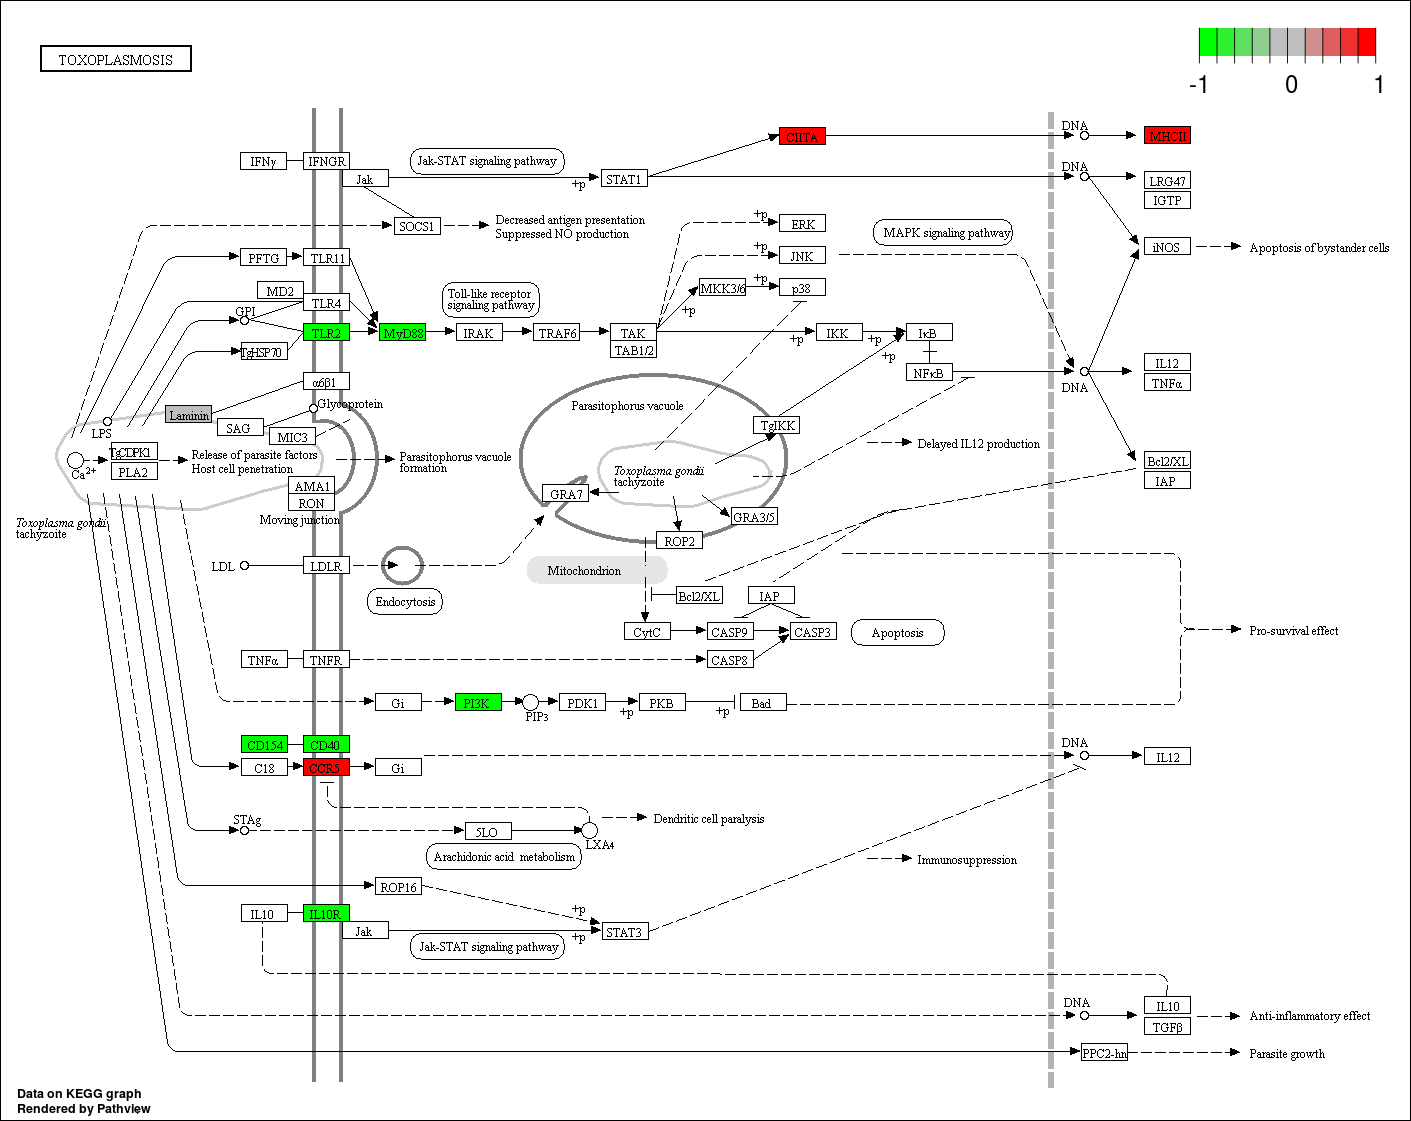 TOXOPLASMOSIS
-1 0 1
DNA
CIITA
MHCII
IFNγ
IFNGR
Jak-STAT signaling pathway
Jak
+p
STAT1
DNA
LRG47
IGTP
SOCS1
Decreased antigen presentation
Suppressed NO production
+p
ERK
MAPK signaling pathway
iNOS
Apoptosis of bystander cells
PFTG
TLR11
+p
JNK
MD2
TLR4
Toll-like receptor
signaling pathway
MKK3/6
+p
p38
+p
GPI
TLR2
MyD88
IRAK
TRAF6
TAK
TAB1/2
+p
IKK
+p
IκB
+p
TgHSP70
NFκB
DNA
IL12
TNFα
α6β1
Laminin
Glycoprotein
SAG
MIC3
LPS
Parasitophorus vacuole
TgIKK
Delayed IL12 production
TgCDPK1
PLA2
Ca2+
Release of parasite factors
Host cell penetration
Parasitophorus vacuole
formation
Toxoplasma gondii
tachyzoite
Bcl2/XL
IAP
AMA1
RON
Moving junction
GRA7
GRA3/5
ROP2
Toxoplasma gondii
tachyzoite
LDL
LDLR
Mitochondrion
Endocytosis
Bcl2/XL
IAP
CytC
CASP9
CASP3
Apoptosis
Pro-survival effect
TNFα
TNFR
CASP8
Gi
PI3K
PIP3
PDK1
+p
PKB
+p
Bad
CD154
CD40
DNA
C18
CCR5
Gi
IL12
STAg
5LO
LXA4
Dendritic cell paralysis
Arachidonic acid metabolism
Immunosuppression
ROP16
+p
IL10
IL10R
Jak
+p
STAT3
Jak-STAT signaling pathway
DNA
IL10
TGFβ
Anti-inflammatory effect
PPC2-hn
Parasite growth
Data on KEGG graph
Rendered by Pathview